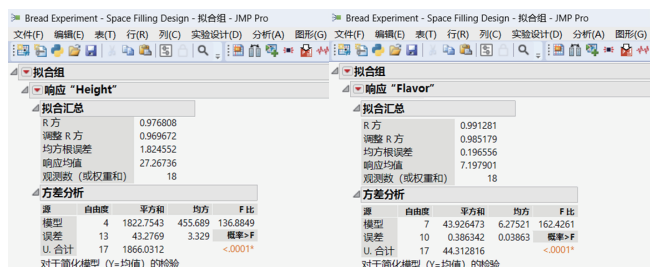 Bread Experiment - Space Filling Design - 拟合组 - JMP Pro
文件(F) 编辑(E) 表(T) 行(R) 列(C) 实验设计(D) 分析(A) 图形(G)
拟合组
响应 "Height"
拟合汇总
R 方 0.976808
调整 R 方 0.969672
均方根误差 1.824552
响应均值 27.26736
观测数（或权重和） 18
方差分析
源 自由度 平方和 均方 F 比
模型 4 1822.7543 455.689 136.8849
误差 13 43.2769 3.329 概率>F
U. 合计 17 1866.0312 <.0001*
对于简化模型（Y=均值）的检验
Bread Experiment - Space Filling Design - 拟合组 - JMP Pro
文件(F) 编辑(E) 表(T) 行(R) 列(C) 实验设计(D) 分析(A) 图形(G)
拟合组
响应 "Flavor"
拟合汇总
R 方 0.991281
调整 R 方 0.985179
均方根误差 0.196556
响应均值 7.197901
观测数（或权重和） 18
方差分析
源 自由度 平方和 均方 F 比
模型 7 43.926473 6.27521 162.4261
误差 10 0.386342 0.03863 概率>F
U. 合计 17 44.312816 <.0001*
对于简化模型（Y=均值）的检验